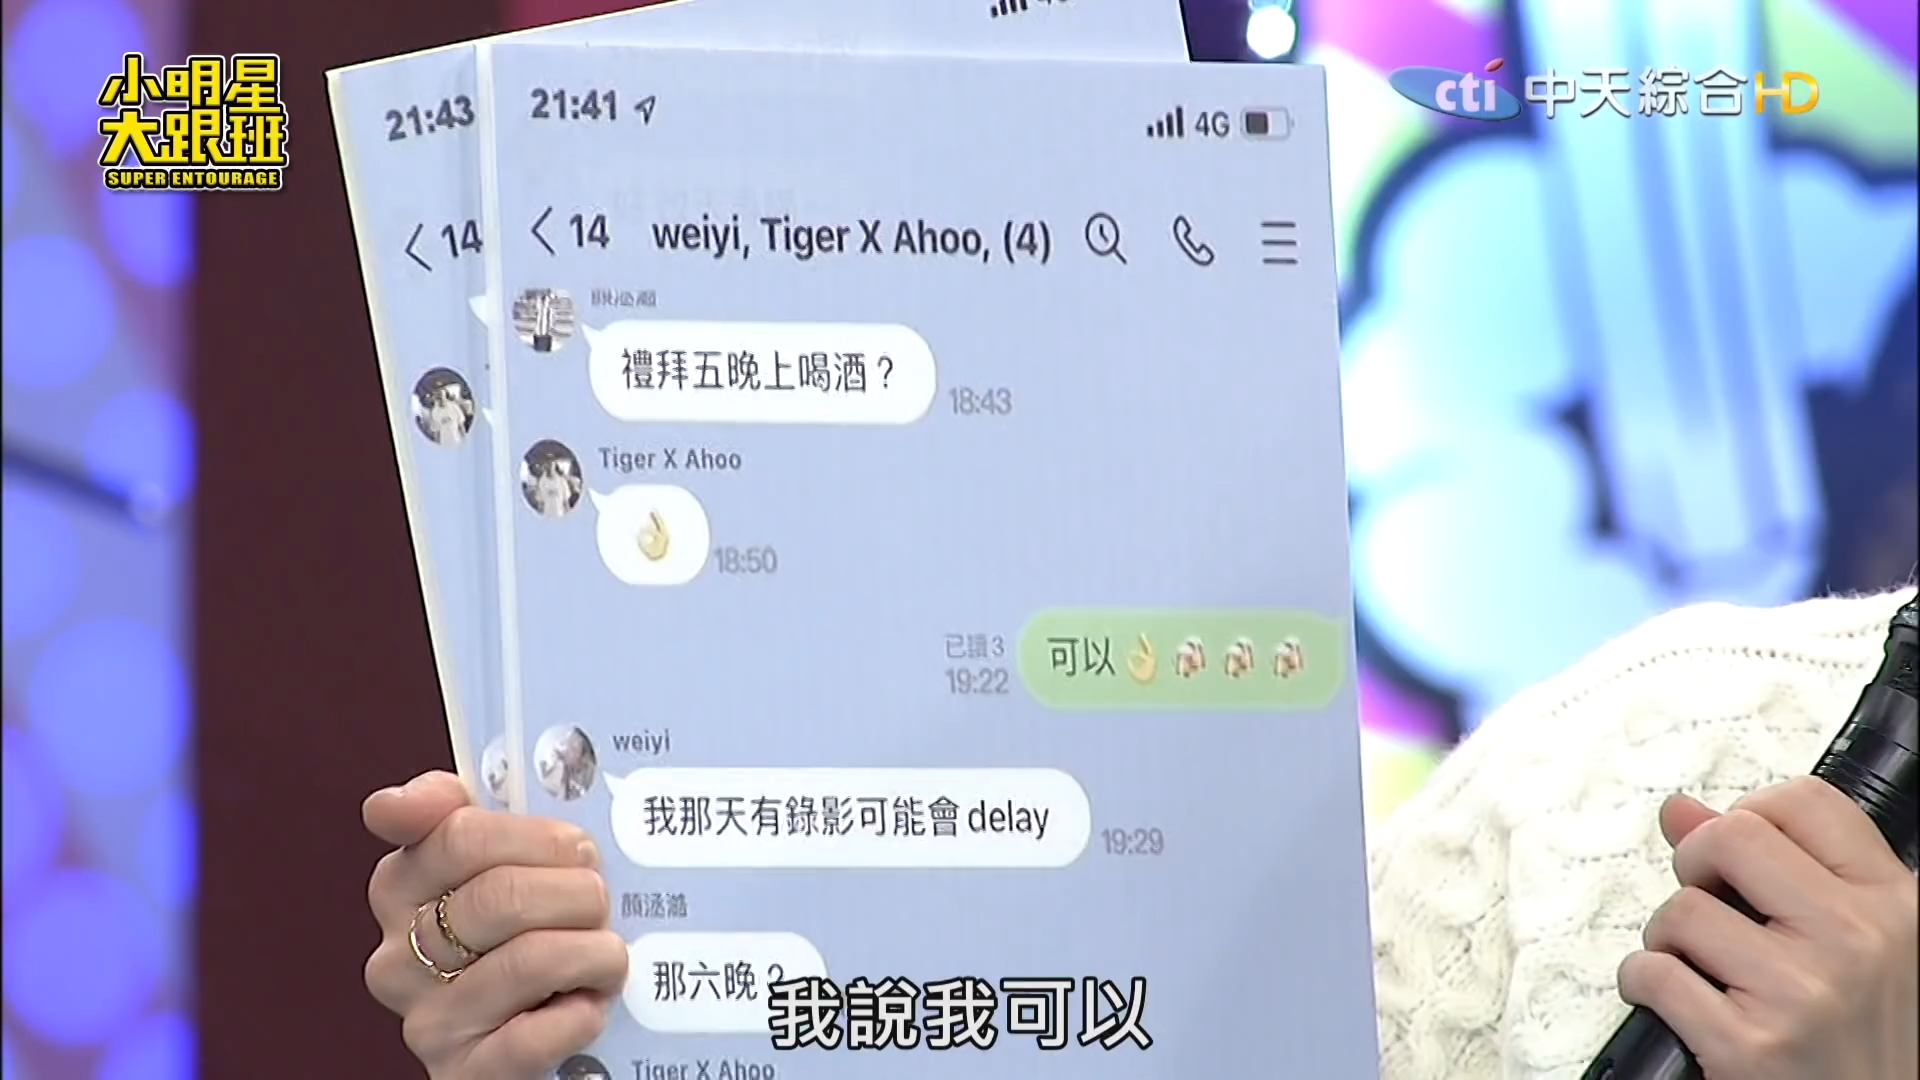 小明星
大跟班
SUPER ENTOURAGE
cti 中天綜合HD
21:43
14
21:41
4G
14 weiyi, Tiger X Ahoo, (4)
禮拜五晚上喝酒?
18:43
Tiger X Ahoo
18:50
已讀3
19:22
可以
weiyi
我那天有錄影可能會delay
19:29
顏涵澔
那六晚?
Tiger X Ahoo
我說我可以